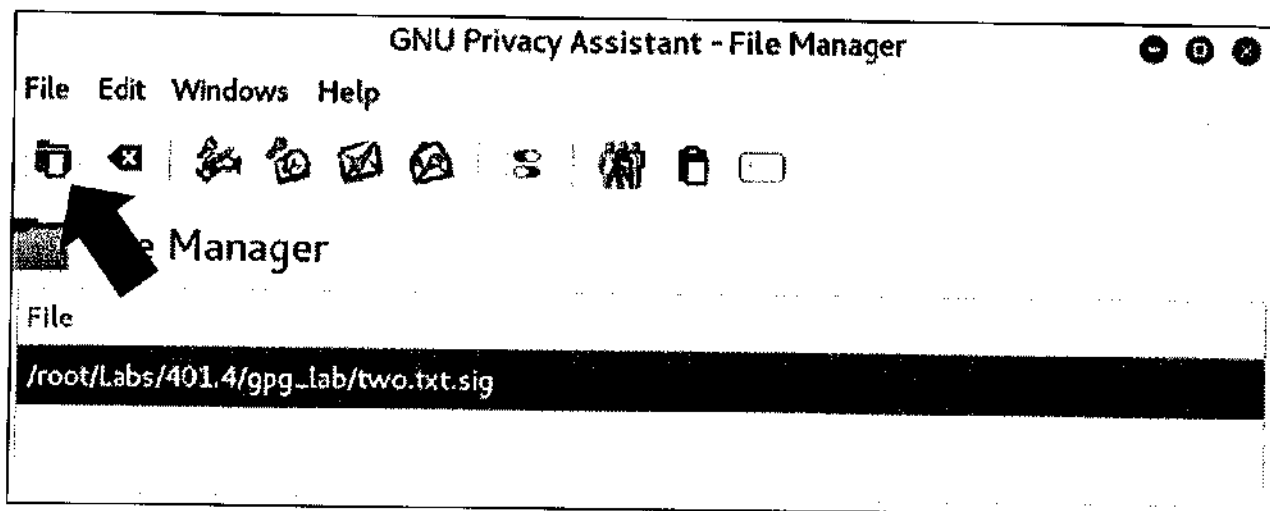 GNU Privacy Assistant - File Manager
File Edit Windows Help
Manager
File
/root/Labs/401.4/gpg_lab/two.txt.sig